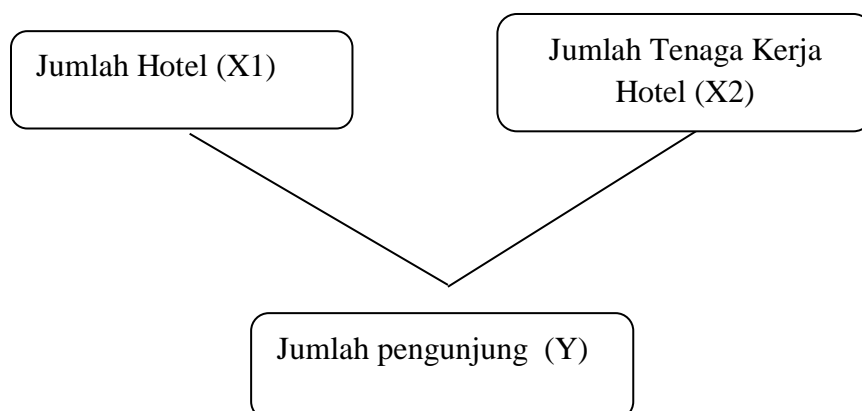 Jumlah Hotel (X1)
Jumlah Tenaga Kerja
Hotel (X2)
Jumlah pengunjung  (Y)